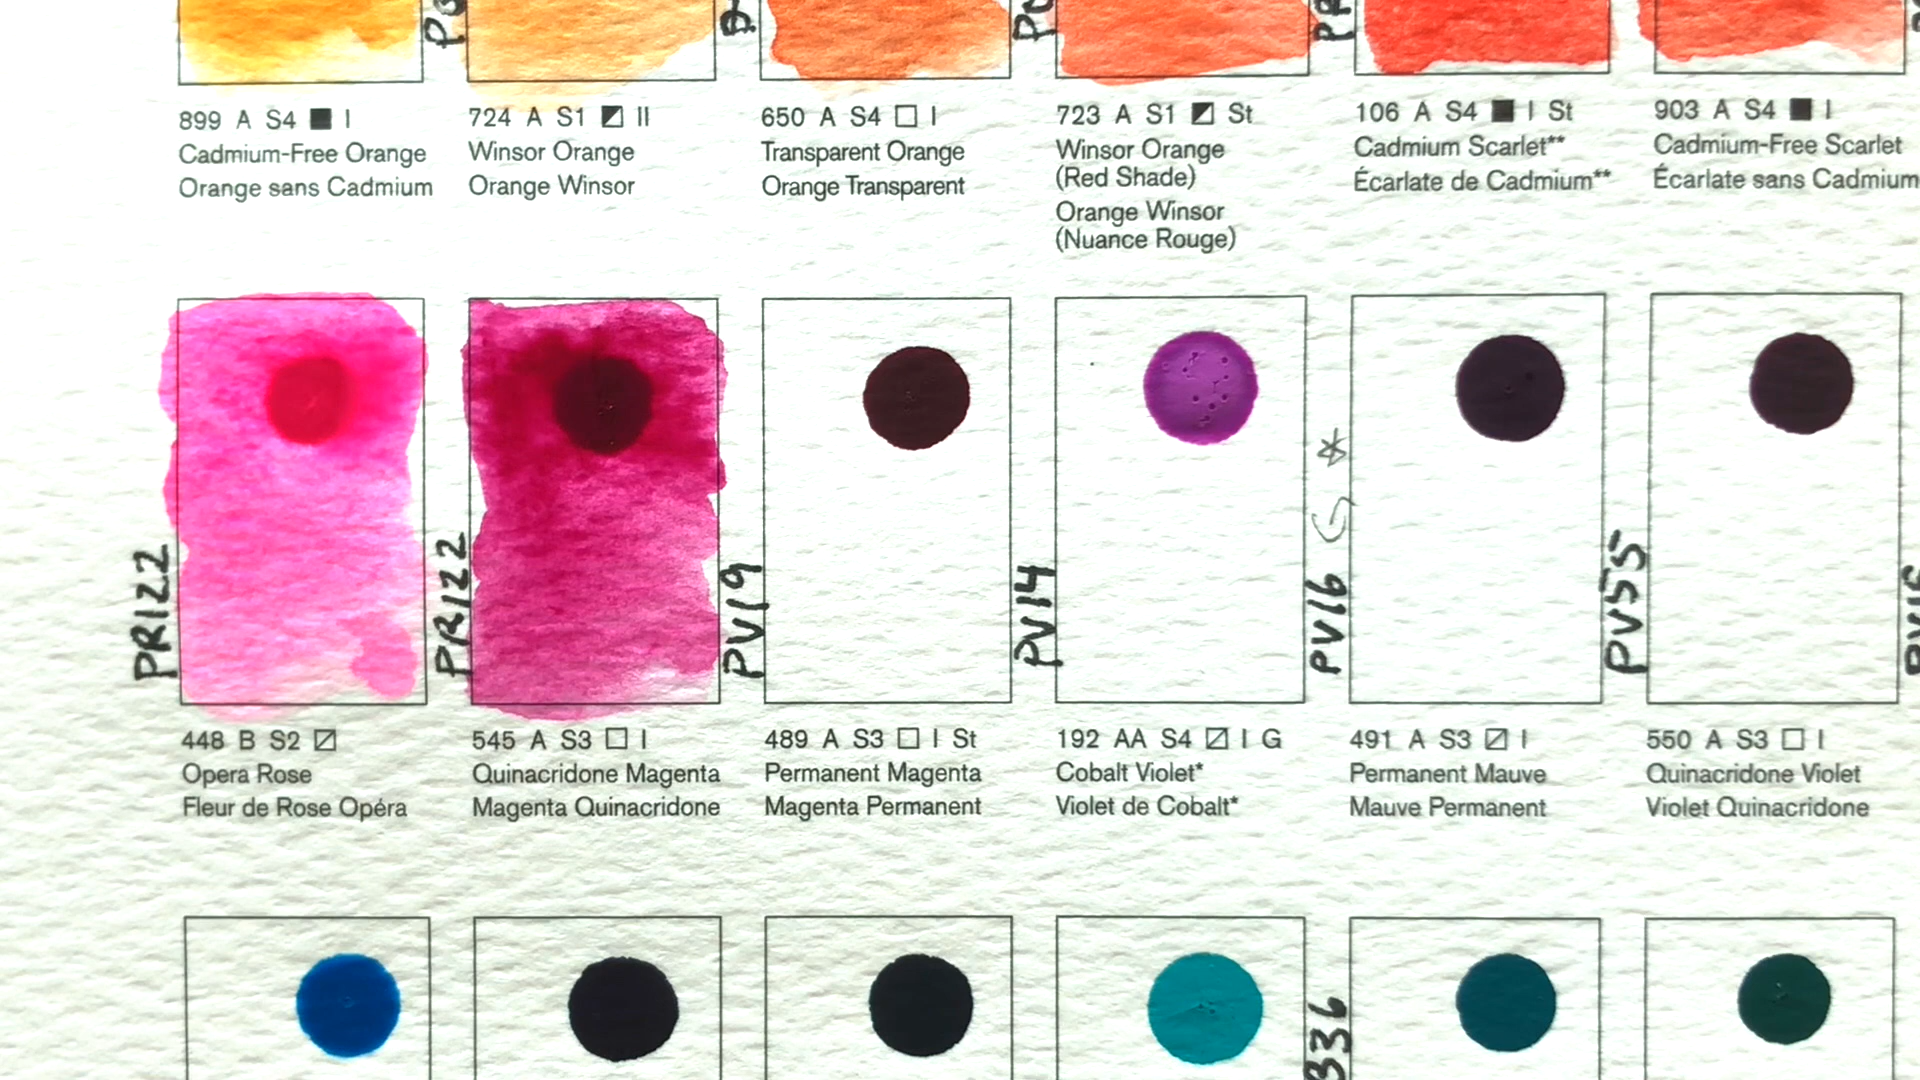 899 A S4 ■ I
Cadmium-Free Orange
Orange sans Cadmium
724 A S1 ◩ II
Winsor Orange
Orange Winsor
650 A S4 □ I
Transparent Orange
Orange Transparent
723 A S1 ◩ St
Winsor Orange
(Red Shade)
Orange Winsor
(Nuance Rouge)
106 A S4 ■ I St
Cadmium Scarlet**
Écarlate de Cadmium**
903 A S4 ■ I
Cadmium-Free Scarlet
Écarlate sans Cadmium
PR122
448 B S2 ⍁
Opera Rose
Fleur de Rose Opéra
PR122
545 A S3 □ I
Quinacridone Magenta
Magenta Quinacridone
PV19
489 A S3 □ I St
Permanent Magenta
Magenta Permanent
PV14
192 AA S4 ⍁ I G
Cobalt Violet*
Violet de Cobalt*
PV16 G *
491 A S3 ⍁ I
Permanent Mauve
Mauve Permanent
PV55
550 A S3 □ I
Quinacridone Violet
Violet Quinacridone